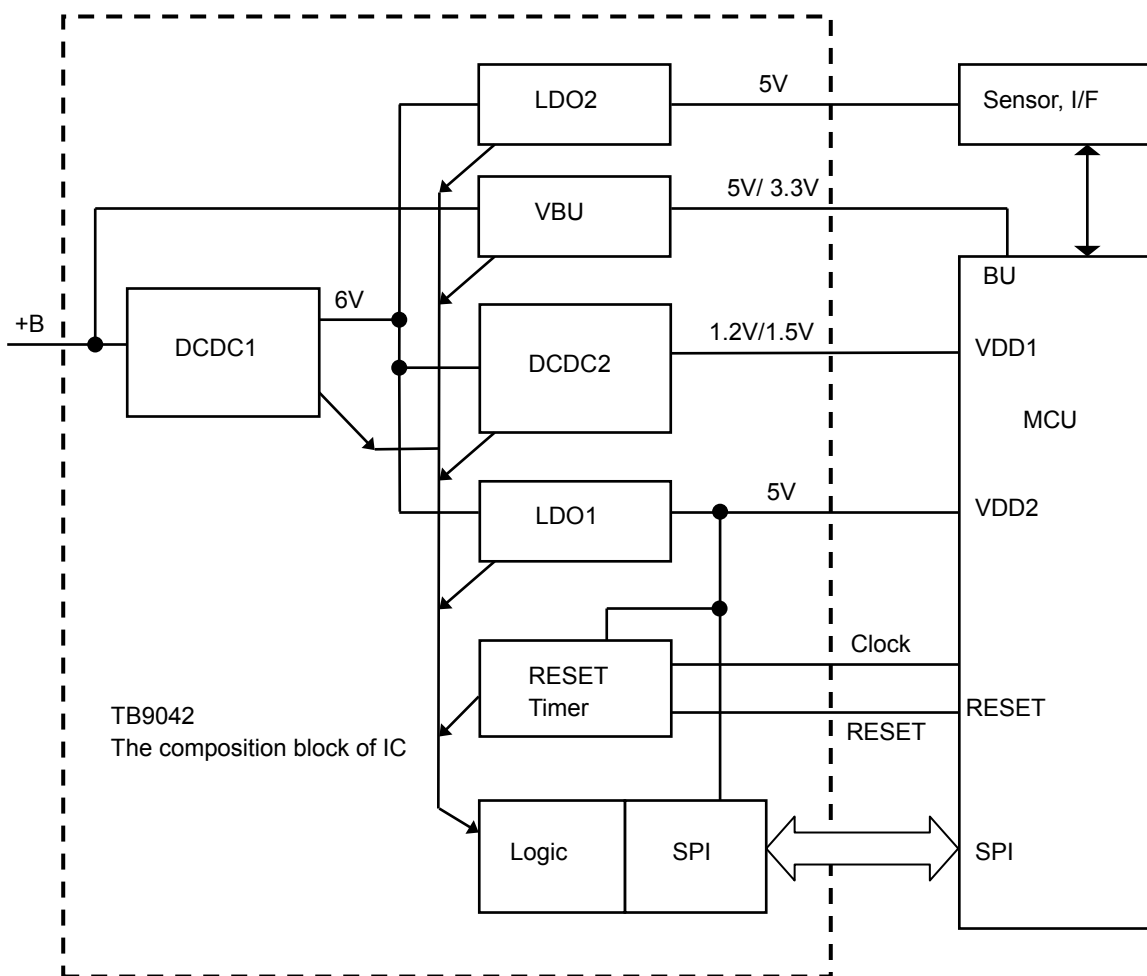 LDO2
5V
Sensor, I/F
VBU
5V/ 3.3V
BU
+B
DCDC1
6V
DCDC2
1.2V/1.5V
VDD1
MCU
LDO1
5V
VDD2
RESET
Timer
Clock
RESET
RESET
TB9042
The composition block of IC
Logic
SPI
SPI